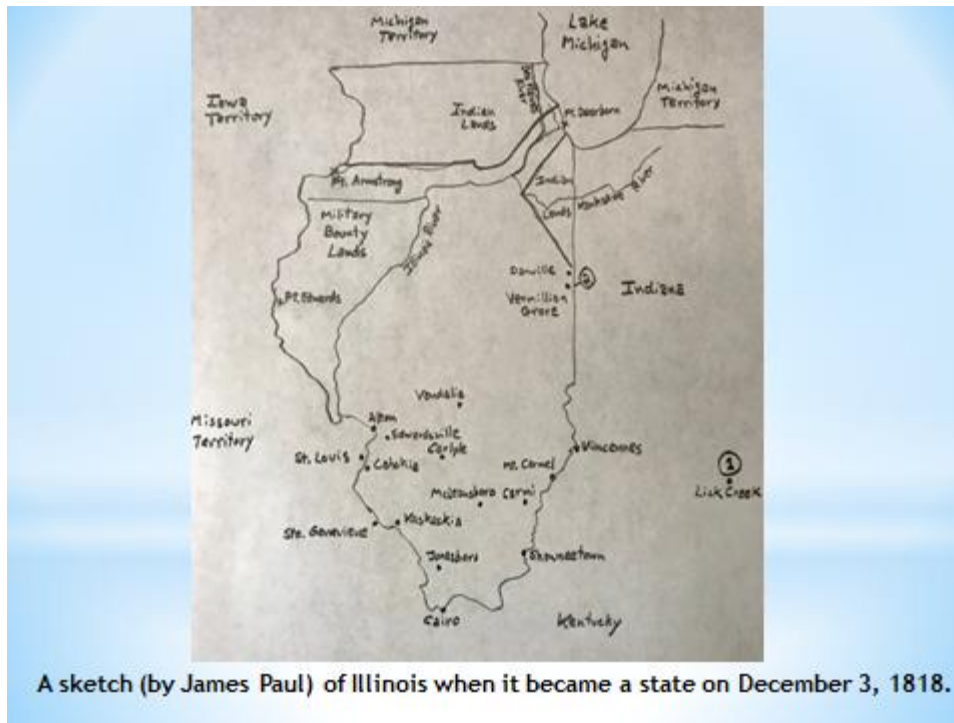 Michigan
Territory
Lake
Michigan
Iowa
Territory
Indian
Lands
River
Ft. Dearborn
Michigan
Territory
Ft. Armstrong
Indian
Lands
Kankakee River
Military
Bounty
Lands
Illinois River
Ft. Edwards
Danville
Vermillion
Grove
2
Indiana
Vandalia
Missouri
Territory
Alton
Edwardsville
Carlyle
St. Louis
Cahokia
Vincennes
Mt. Carmel
1
Lick Creek
McLeansboro
Carmi
Ste. Genevieve
Kaskaskia
Jonesboro
Shawneetown
Cairo
Kentucky
A sketch (by James Paul) of Illinois when it became a state on December 3, 1818.